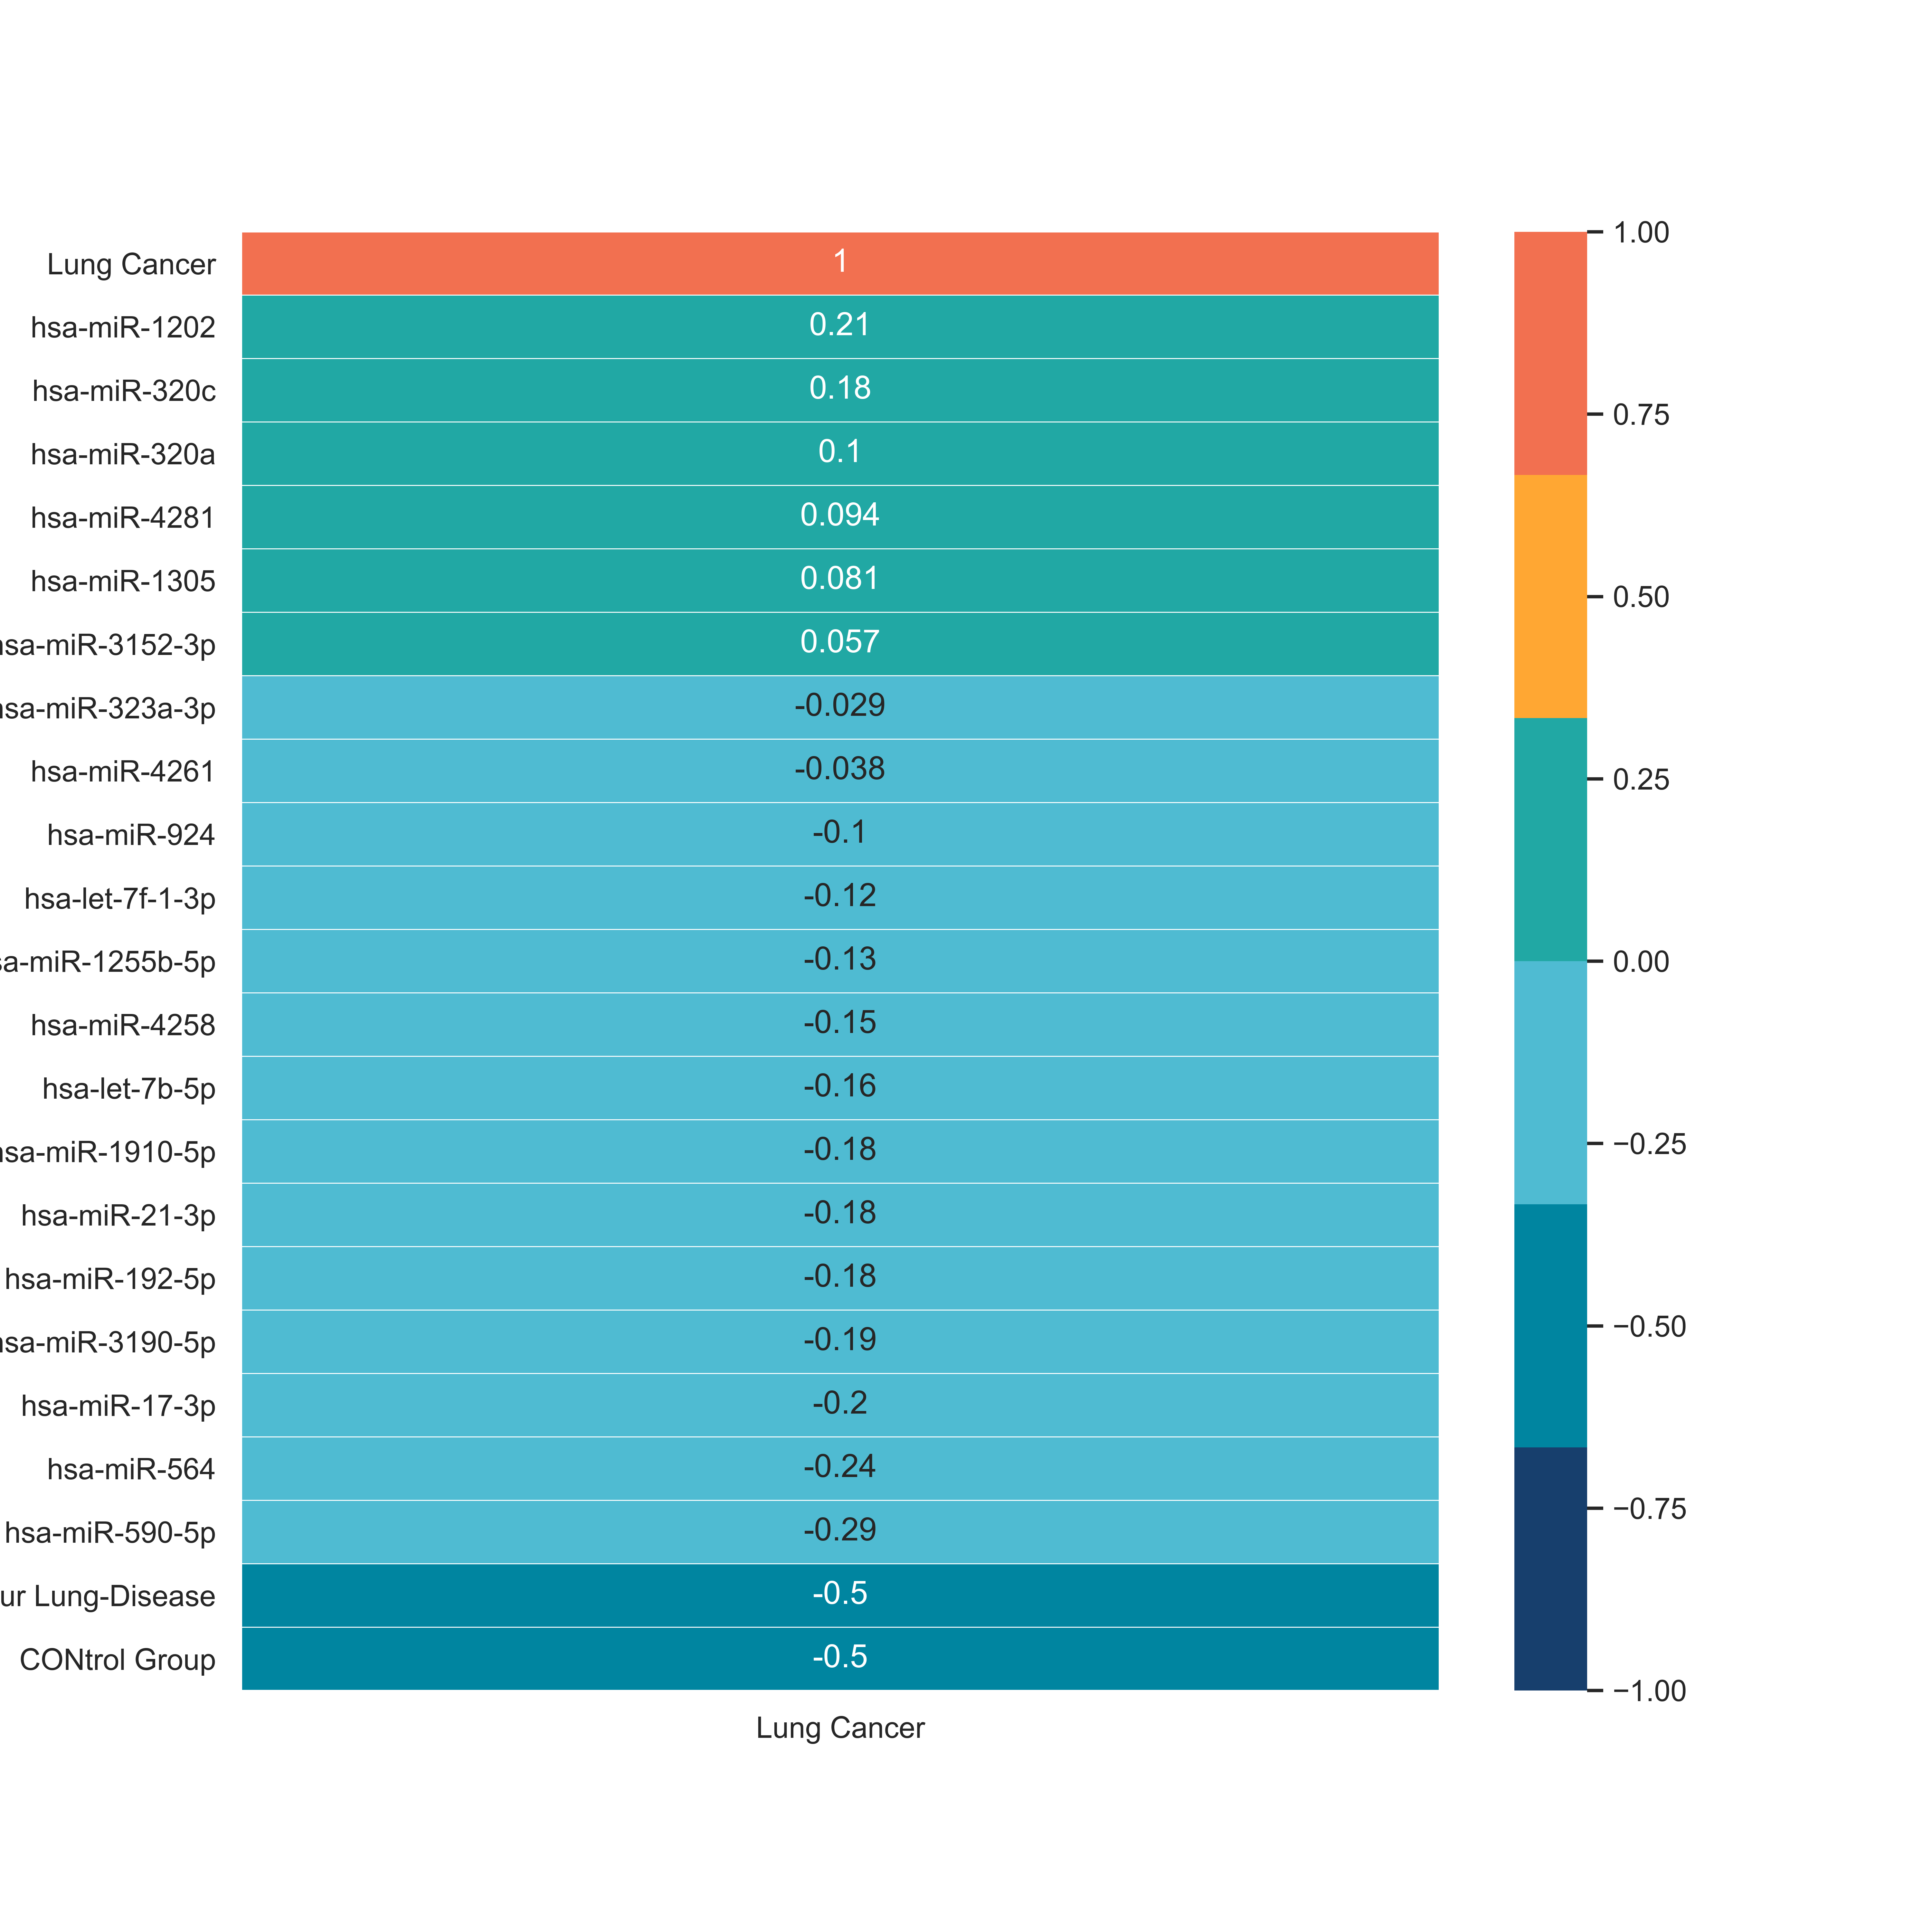 Lung Cancer 1
hsa-miR-1202 0.21
hsa-miR-320c 0.18
hsa-miR-320a 0.1
hsa-miR-4281 0.094
hsa-miR-1305 0.081
hsa-miR-3152-3p 0.057
hsa-miR-323a-3p -0.029
hsa-miR-4261 -0.038
hsa-miR-924 -0.1
hsa-let-7f-1-3p -0.12
sa-miR-1255b-5p -0.13
hsa-miR-4258 -0.15
hsa-let-7b-5p -0.16
hsa-miR-1910-5p -0.18
hsa-miR-21-3p -0.18
hsa-miR-192-5p -0.18
hsa-miR-3190-5p -0.19
hsa-miR-17-3p -0.2
hsa-miR-564 -0.24
hsa-miR-590-5p -0.29
ur Lung-Disease -0.5
CONtrol Group -0.5
Lung Cancer
1.00
0.75
0.50
0.25
0.00
−0.25
−0.50
−0.75
−1.00